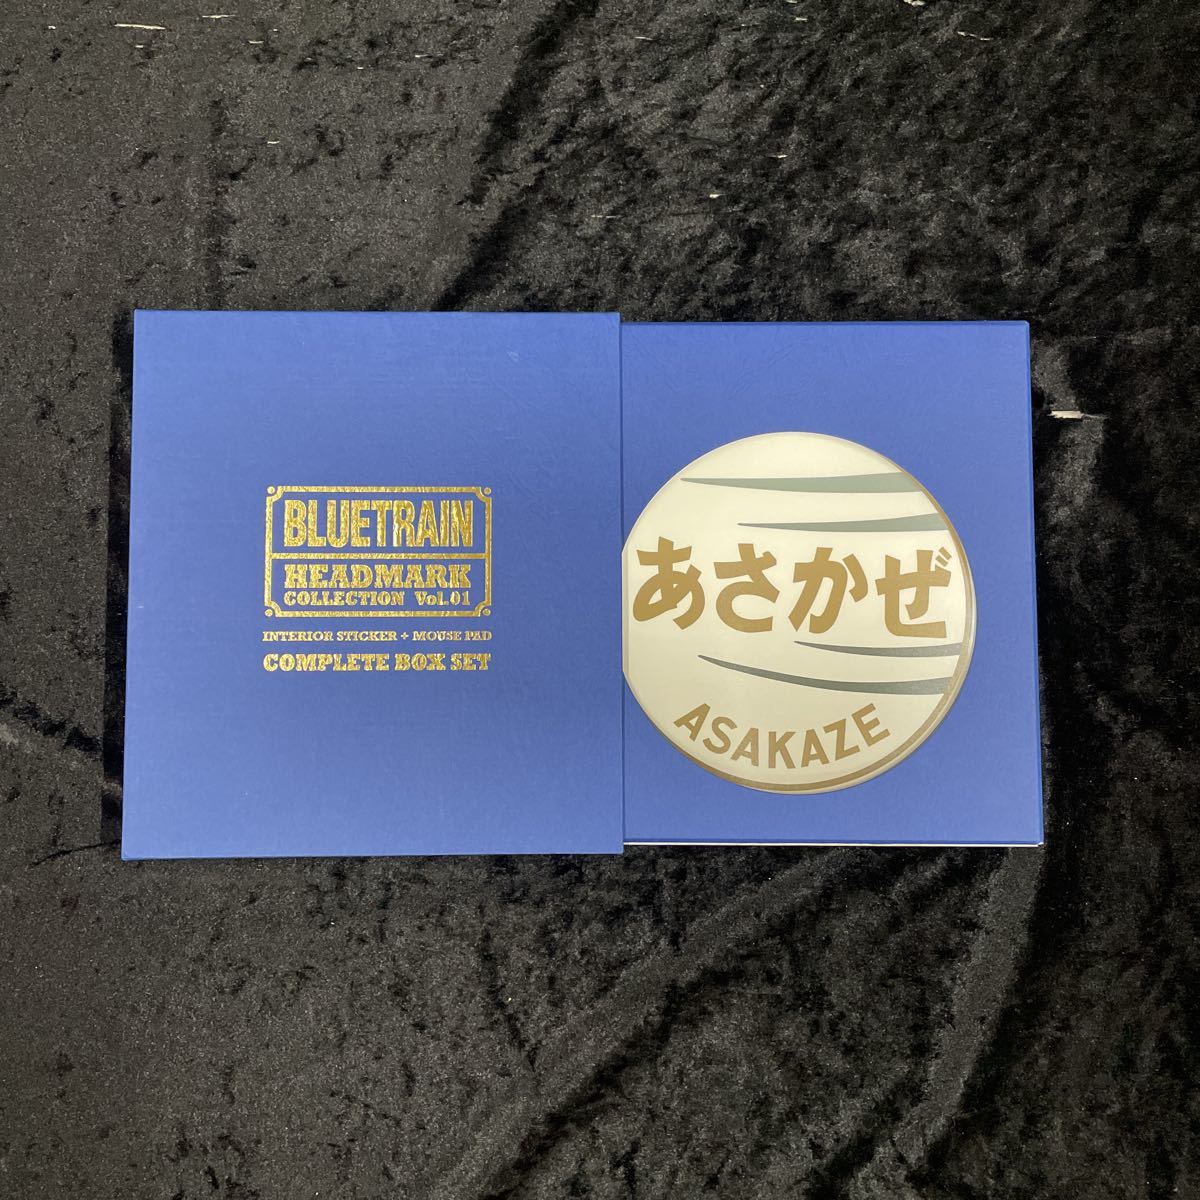 BLUETRAIN
HEADMARK
COLLECTION Vol.01
INTERIOR STICKER + MOUSE PAD
COMPLETE BOX SET
あさかぜ
ASAKAZE